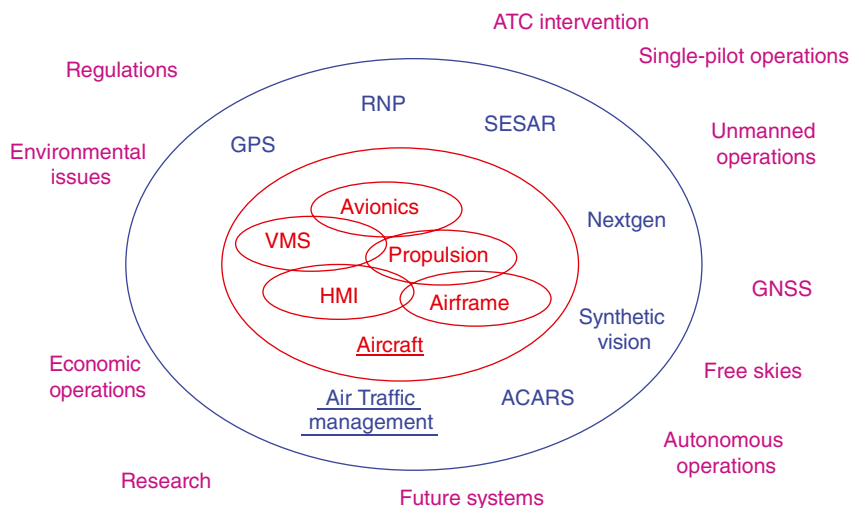 ATC intervention
Single-pilot operations
Regulations
RNP
SESAR
GPS
Unmanned
operations
Environmental
issues
Avionics
Nextgen
VMS
Propulsion
HMI
Airframe
GNSS
Synthetic
vision
Aircraft
Economic
operations
Free skies
Air Traffic
management
ACARS
Autonomous
operations
Research
Future systems